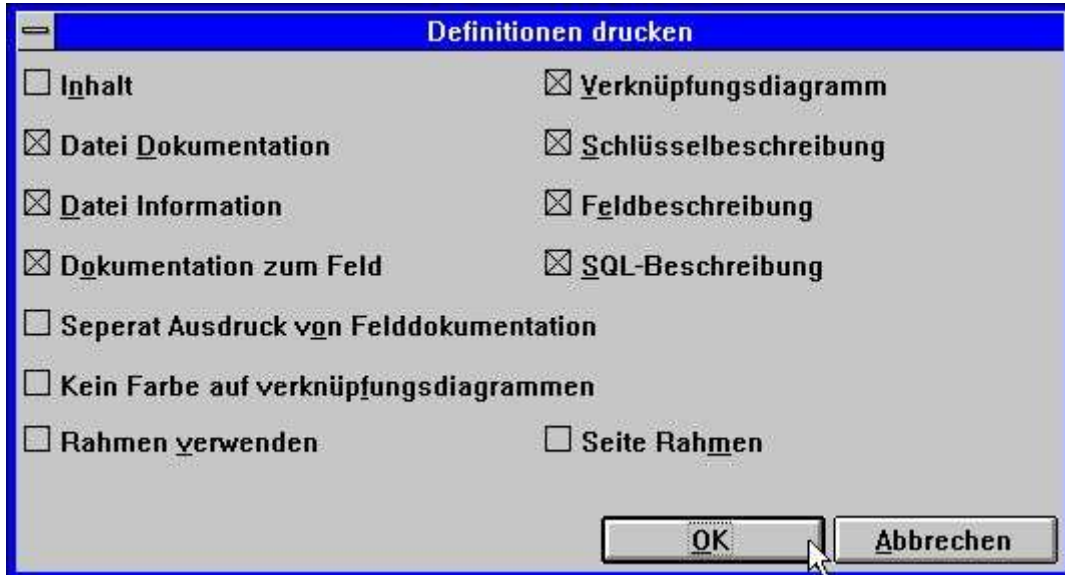 Definitionen drucken
Inhalt
Verknüpfungsdiagramm
Datei Dokumentation
Schlüsselbeschreibung
Datei Information
Feldbeschreibung
Dokumentation zum Feld
SQL-Beschreibung
Seperat Ausdruck von Felddokumentation
Kein Farbe auf verknüpfungsdiagrammen
Rahmen verwenden
Seite Rahmen
OK
Abbrechen